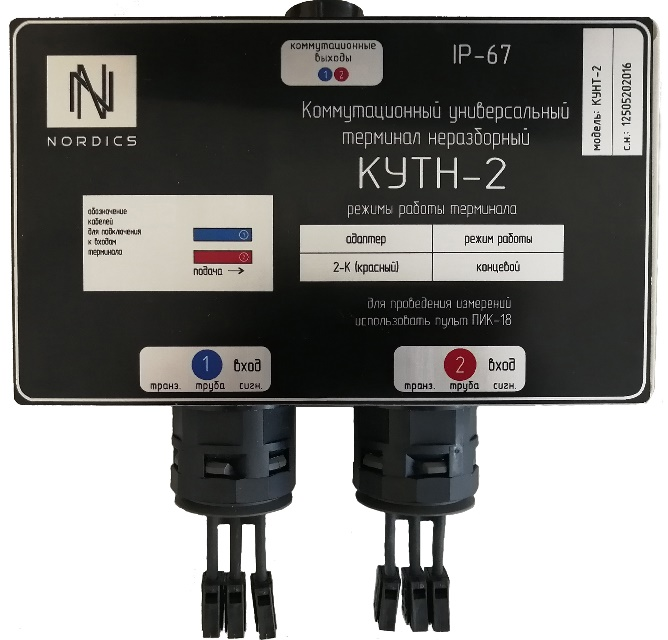 коммутационные
выходы
1 2
IP-67
модель: КУНТ-2
с.н.: 12505202016
NORDICS
Коммутационный универсальный
терминал неразборный
КУТН-2
режимы работы терминала
адаптер режим работы
2-К (красный) концевой
обозначение
кабелей
для подключения
к входам
терминала
1
2
подача →
для проведения измерений
использовать пульт ПИК-18
1 вход
транз. труба сигн.
2 вход
транз. труба сигн.